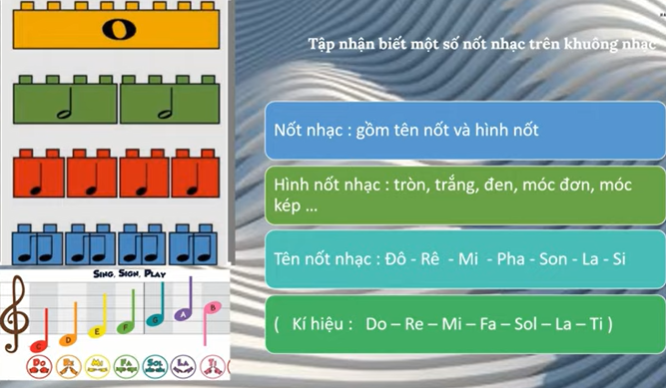 Tập nhận biết một số nốt nhạc trên khuông nhạc
Nốt nhạc : gồm tên nốt và hình nốt
Hình nốt nhạc : tròn, trắng, đen, móc đơn, móc
kép ...
Tên nốt nhạc : Đô - Rê - Mi - Pha - Son - La - Si
( Kí hiệu : Do – Re – Mi – Fa – Sol – La – Ti )
Sing, Sign, Play
C D E F G A B
Do Re Mi Fa Sol La Ti